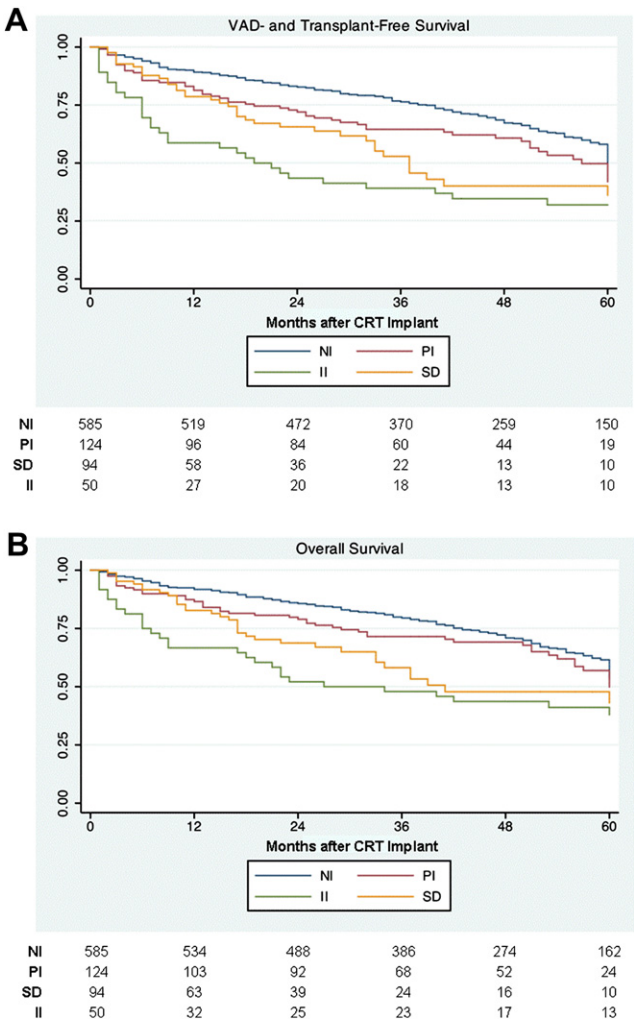 A
VAD- and Transplant-Free Survival
1.00
0.75
0.50
0.25
0.00
0 12 24 36 48 60
Months after CRT Implant
NI PI
II SD
NI 585 519 472 370 259 150
PI 124 96 84 60 44 19
SD 94 58 36 22 13 10
II 50 27 20 18 13 10
B
Overall Survival
1.00
0.75
0.50
0.25
0.00
0 12 24 36 48 60
Months after CRT Implant
NI PI
II SD
NI 585 534 488 386 274 162
PI 124 103 92 68 52 24
SD 94 63 39 24 16 10
II 50 32 25 23 17 13